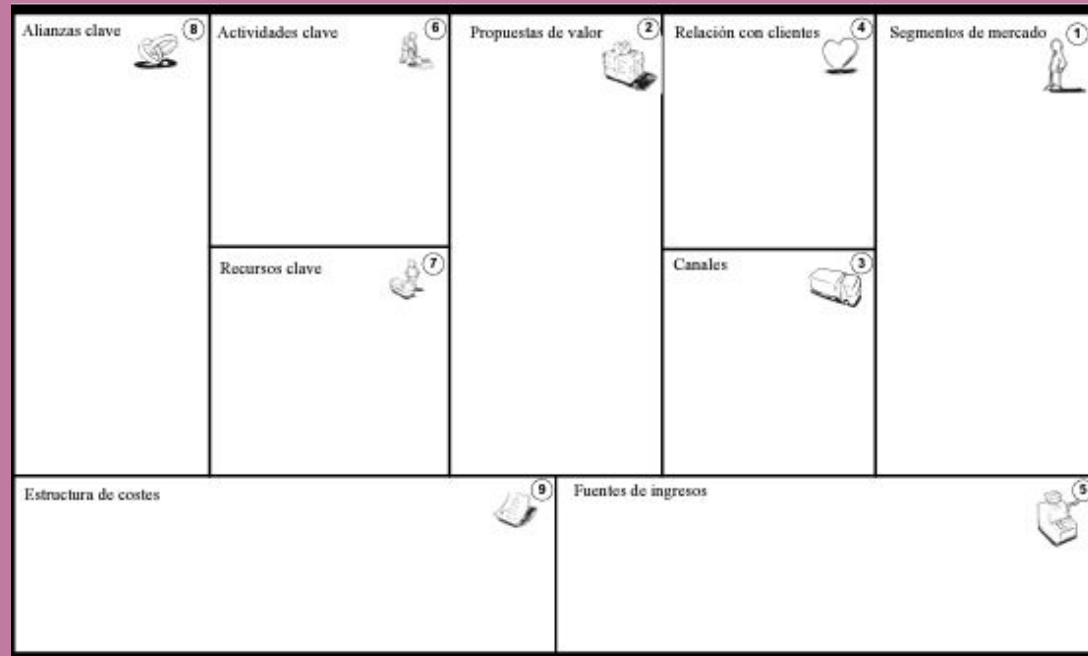 Alianzas clave 8
Actividades clave 6
Propuestas de valor 2
Relación con clientes 4
Segmentos de mercado 1
Recursos clave 7
Canales 3
Estructura de costes 9
Fuentes de ingresos 5